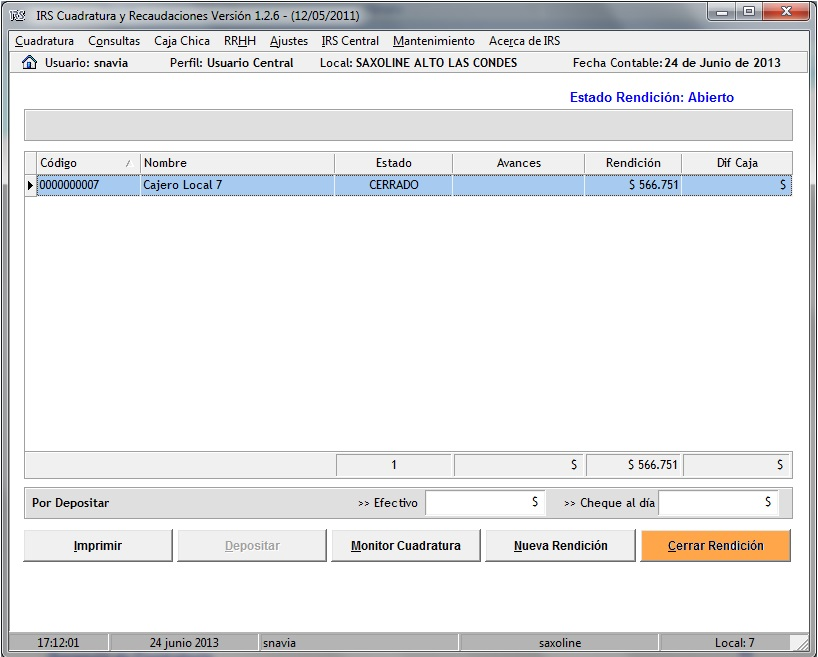 IRS IRS Cuadratura y Recaudaciones Versión 1.2.6 - (12/05/2011)
Cuadratura Consultas Caja Chica RRHH Ajustes IRS Central Mantenimiento Acerca de IRS
Usuario: snavia Perfil: Usuario Central Local: SAXOLINE ALTO LAS CONDES Fecha Contable: 24 de Junio de 2013
Estado Rendición: Abierto
Código Nombre Estado Avances Rendición Dif Caja
0000000007 Cajero Local 7 CERRADO $ 566.751 $
1 $ $ 566.751 $
Por Depositar >> Efectivo $ >> Cheque al día $
Imprimir Depositar Monitor Cuadratura Nueva Rendición Cerrar Rendición
17:12:01 24 junio 2013 snavia saxoline Local: 7